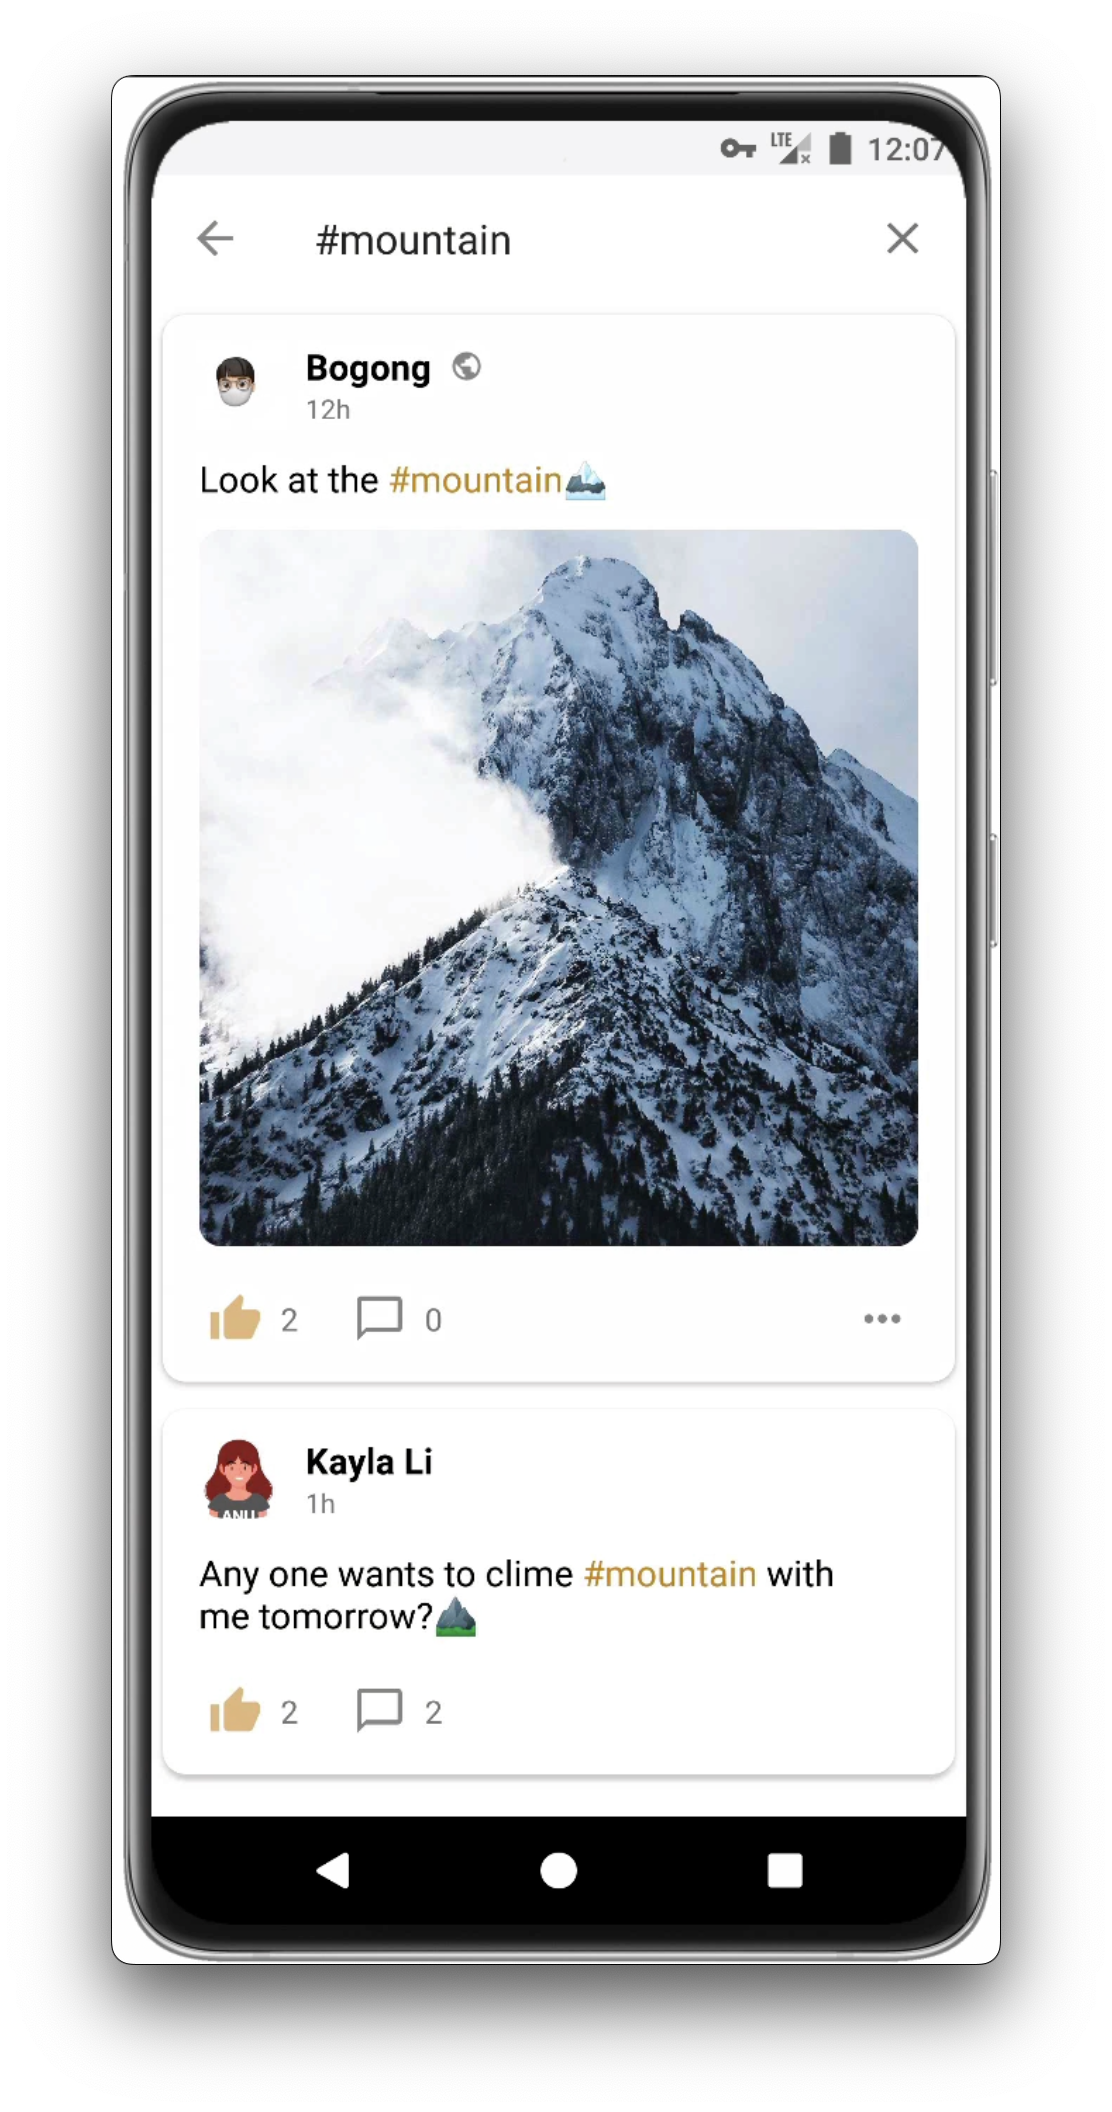 LTE 12:07
#mountain
Bogong
12h
Look at the #mountain🏔️
2 0
Kayla Li
1h
ANU
Any one wants to clime #mountain with
me tomorrow?⛰️
2 2